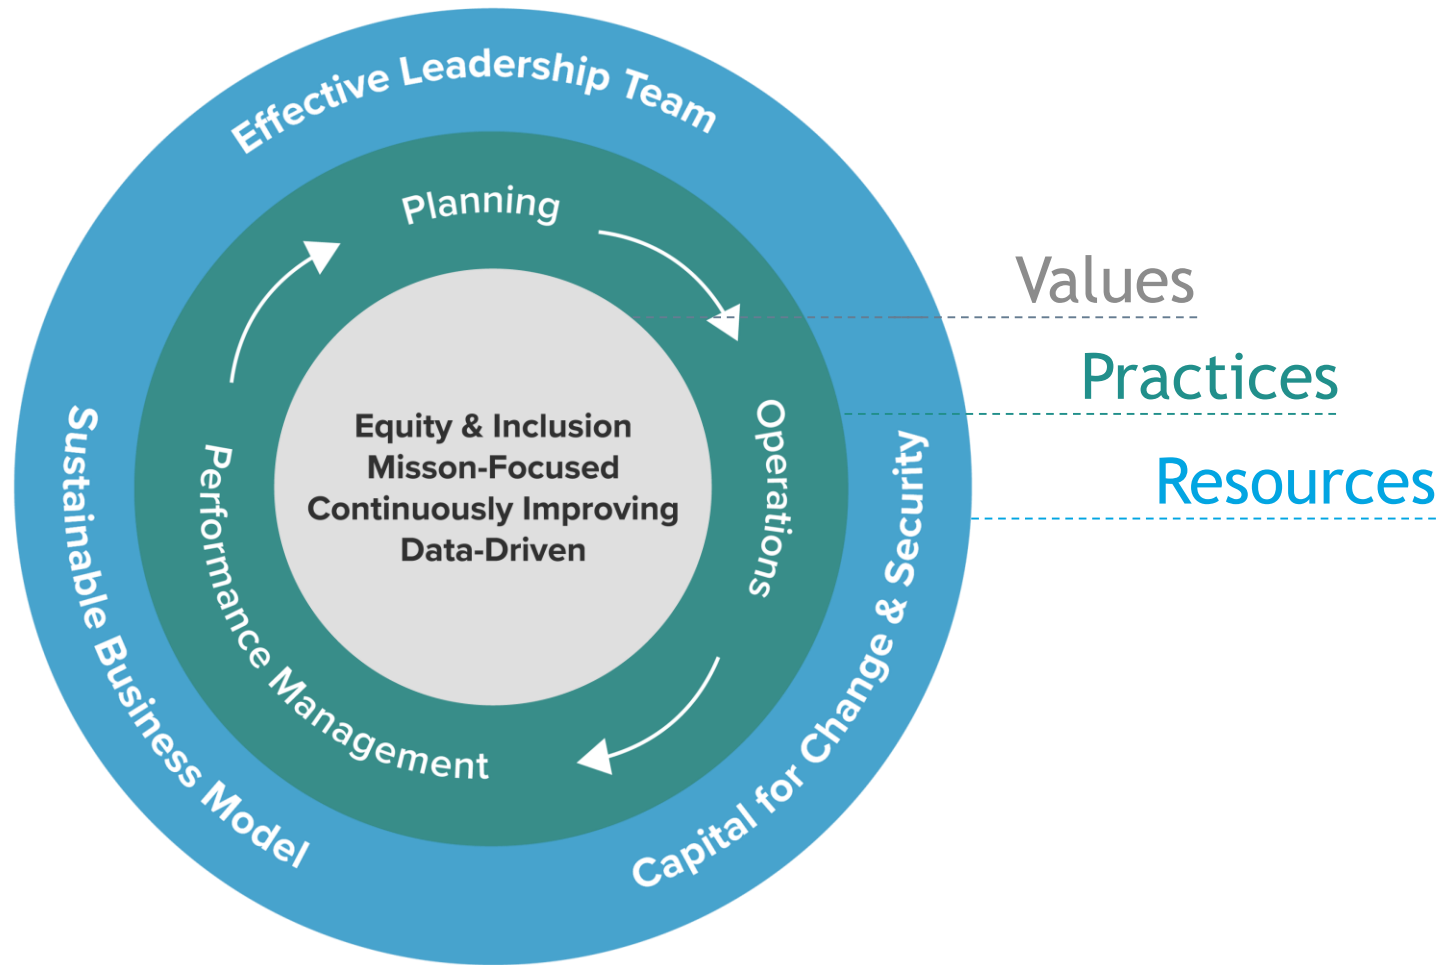 Effective Leadership Team
Planning
Values
Practices
Operations
Equity & Inclusion
Misson-Focused
Continuously Improving
Data-Driven
Performance Management
Sustainable Business Model
Capital for Change & Security
Resources